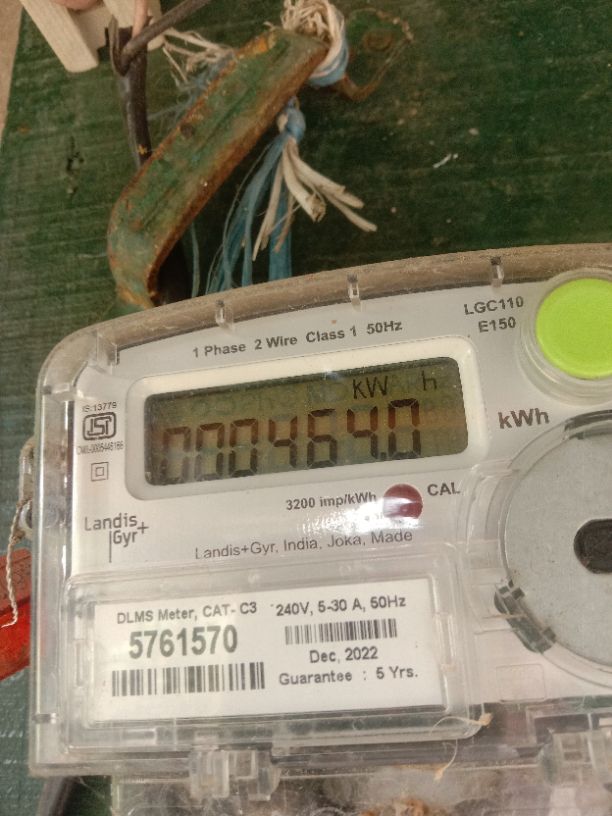 1 Phase 2 Wire Class 1 50Hz
LGC110
E150
IS:13779
kW h
000464.0
kWh
3200 imp/kWh
CAL
Landis+
Gyr
Landis+Gyr, India, Joka, Made
DLMS Meter, CAT- C3
240V, 5-30 A, 50Hz
5761570
Dec, 2022
Guarantee : 5 Yrs.